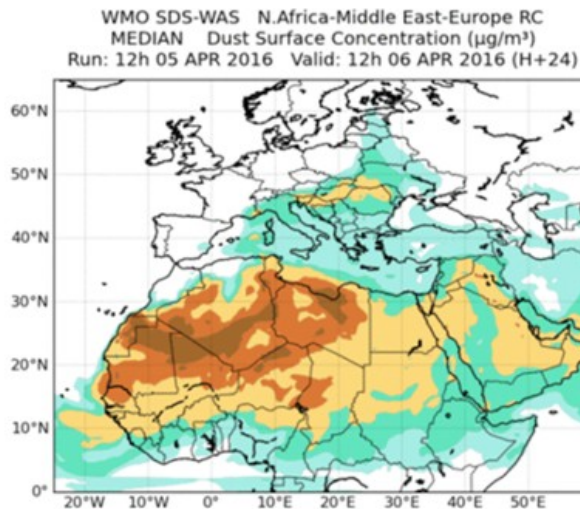 WMO SDS-WAS N.Africa-Middle East-Europe RC
MEDIAN Dust Surface Concentration (µg/m³)
Run: 12h 05 APR 2016 Valid: 12h 06 APR 2016 (H+24)
60°N
50°N
40°N
30°N
20°N
10°N
0°
20°W 10°W 0° 10°E 20°E 30°E 40°E 50°E